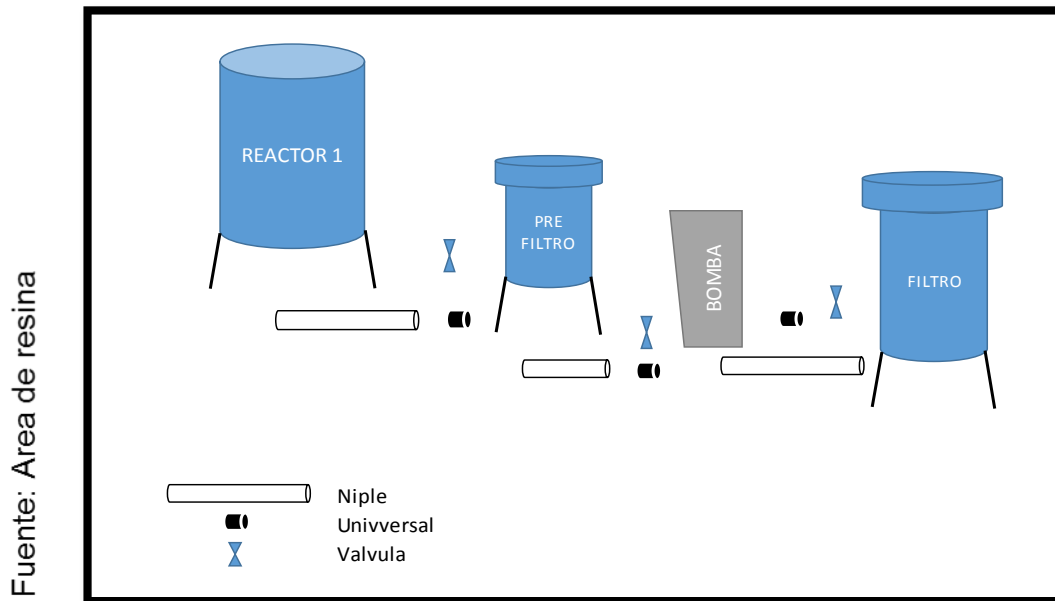 REACTOR 1
PRE
FILTRO
BOMBA
FILTRO
Niple
Univversal
Valvula
Fuente: Area de resina